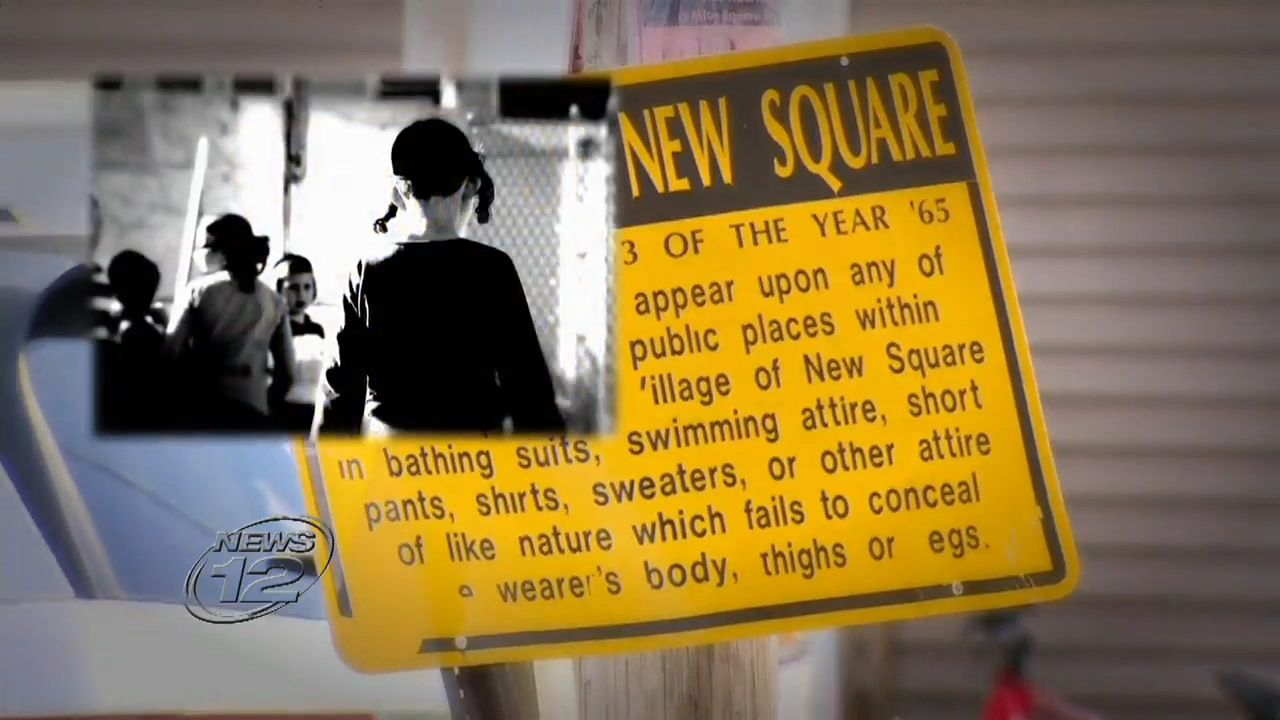 NEW SQUARE
3 OF THE YEAR '65
appear upon any of
public places within
'illage of New Square
in bathing suits, swimming attire, short
pants, shirts, sweaters, or other attire
of like nature which fails to conceal
a wearer's body, thighs or egs.
NEWS
12